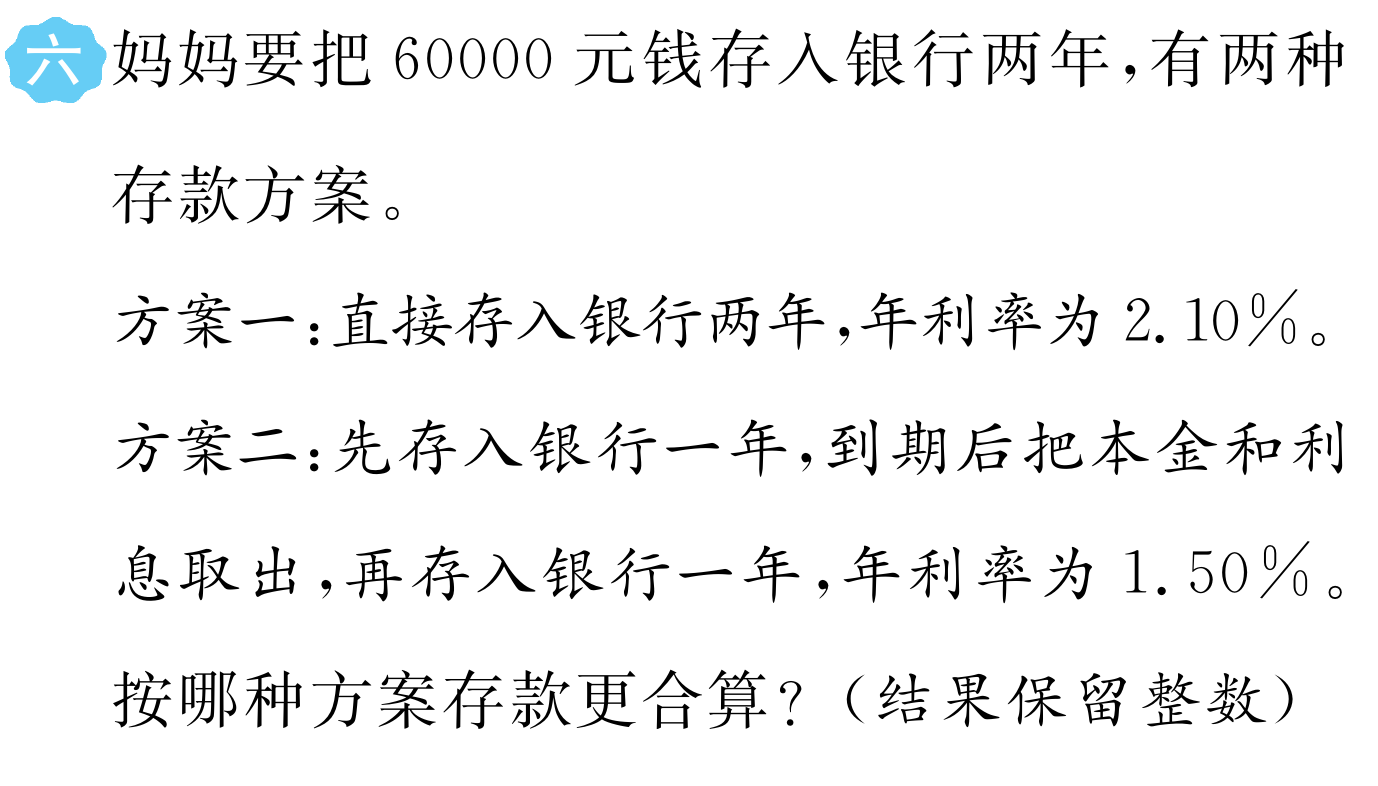 六 妈妈要把 60000 元钱存入银行两年,有两种
存款方案。
方案一:直接存入银行两年,年利率为 2.10%。
方案二:先存入银行一年,到期后把本金和利
息取出,再存入银行一年,年利率为 1.50%。
按哪种方案存款更合算?(结果保留整数)